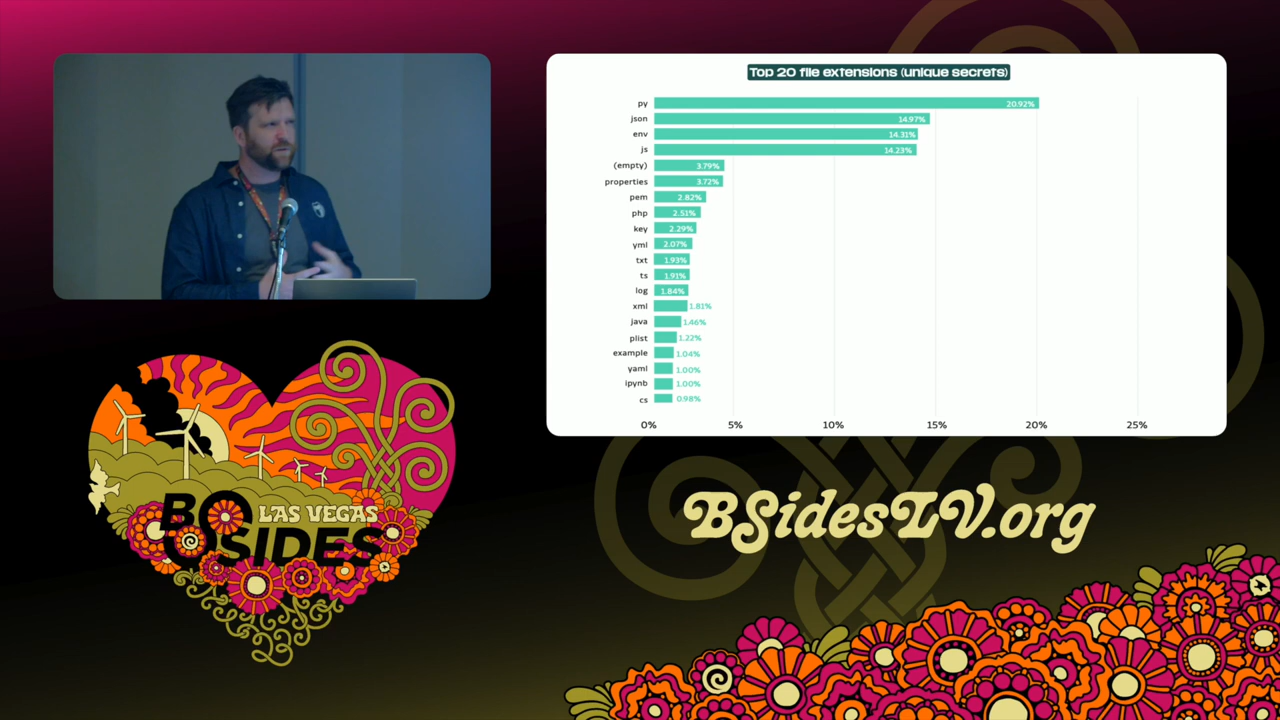 Top 20 file extensions (unique secrets)
py 20.92%
json 14.97%
env 14.31%
js 14.23%
(empty) 3.79%
properties 3.72%
pem 2.82%
php 2.51%
key 2.29%
yml 2.07%
txt 1.93%
ts 1.91%
log 1.84%
xml 1.81%
java 1.46%
plist 1.22%
example 1.04%
yaml 1.00%
ipynb 1.00%
cs 0.98%
0% 5% 10% 15% 20% 25%
LAS VEGAS
BSIDES
BSidesLV.org